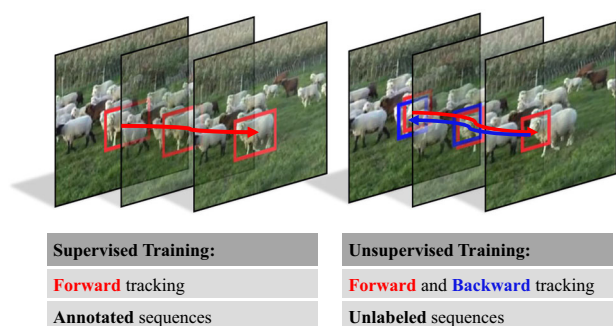 Supervised Training:
Forward tracking
Annotated sequences
Unsupervised Training:
Forward and Backward tracking
Unlabeled sequences